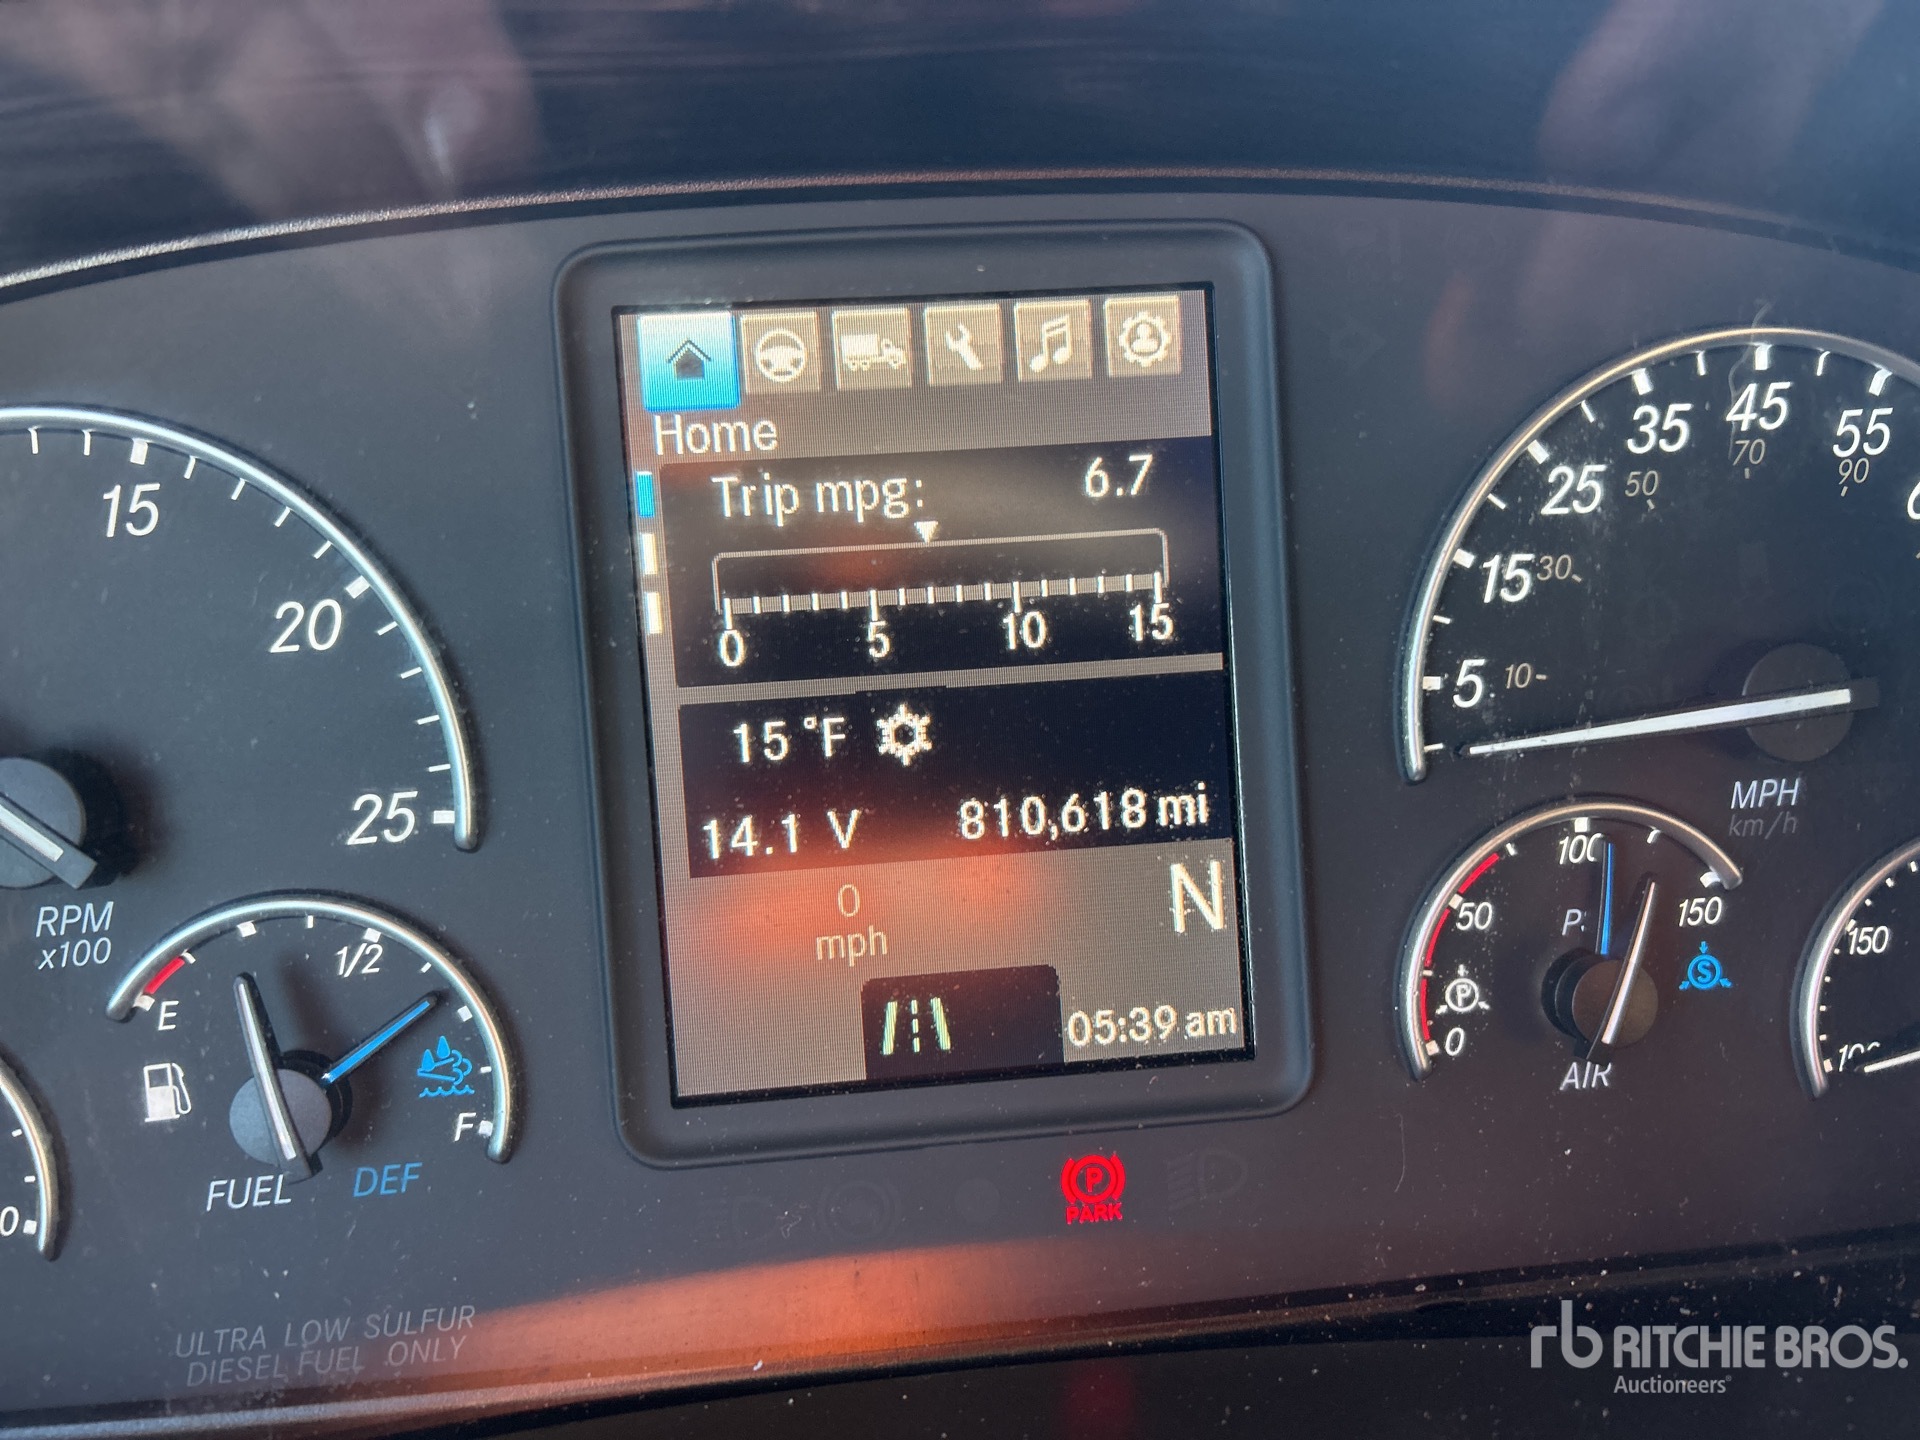 Home
Trip mpg: 6.7
0 5 10 15
15 °F
14.1 V 810,618 mi
0
mph
N
05:39 am
15
20
25
RPM
x100
E
1/2
F
FUEL DEF
ULTRA LOW SULFUR
DIESEL FUEL ONLY
P
PARK
5 15 25 35 45 55
10 30 50 70 90
MPH
km/h
0 50 100 150
P
S
AIR
150
0
rb RITCHIE BROS.
Auctioneers